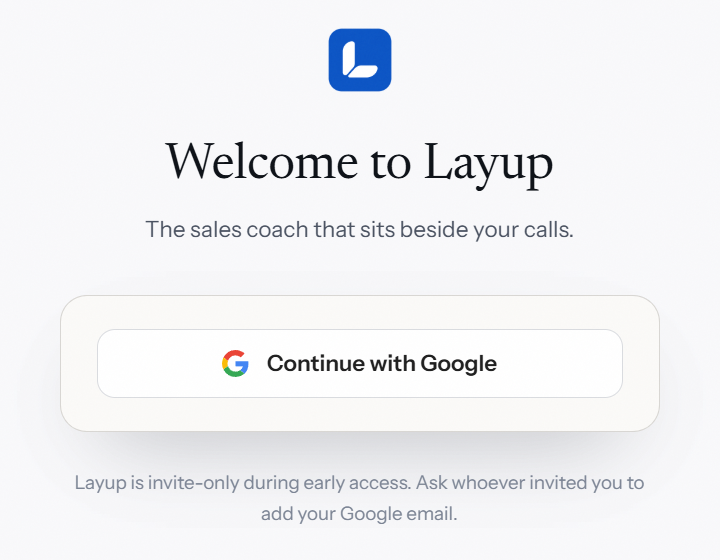 Welcome to Layup
The sales coach that sits beside your calls.
Continue with Google
Layup is invite-only during early access. Ask whoever invited you to
add your Google email.